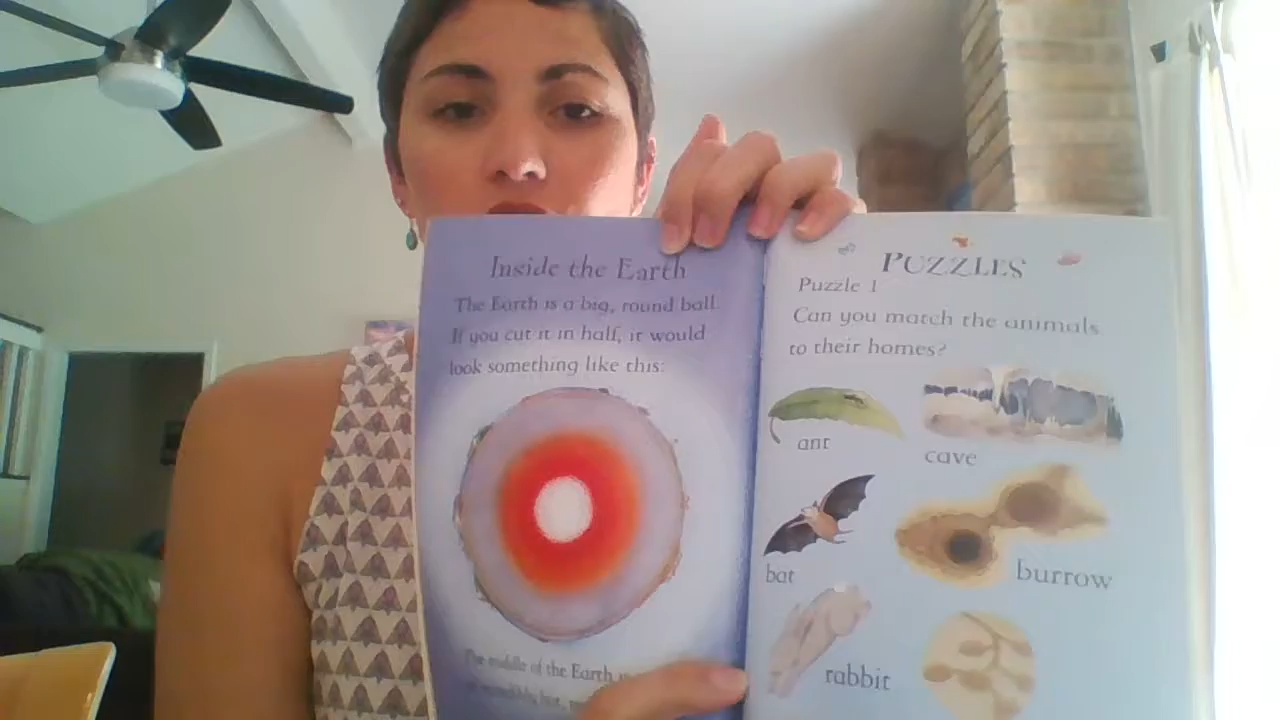 Inside the Earth
The Earth is a big, round ball.
If you cut it in half, it would
look something like this:
The middle of the Earth
PUZZLES
Puzzle 1
Can you match the animals
to their homes?
ant
cave
bat
burrow
rabbit